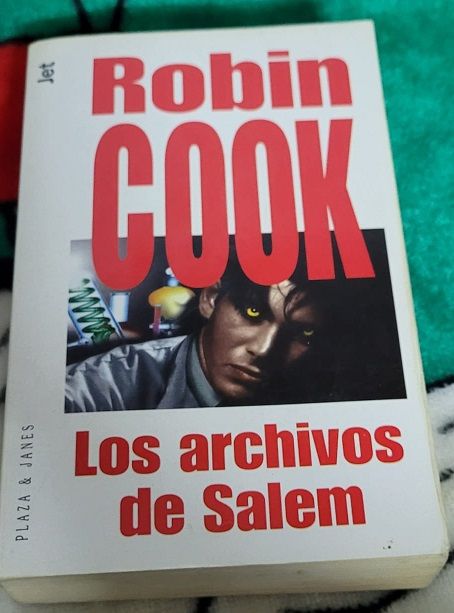 Jet
Robin
COOK
Los archivos
de Salem
PLAZA & JANES